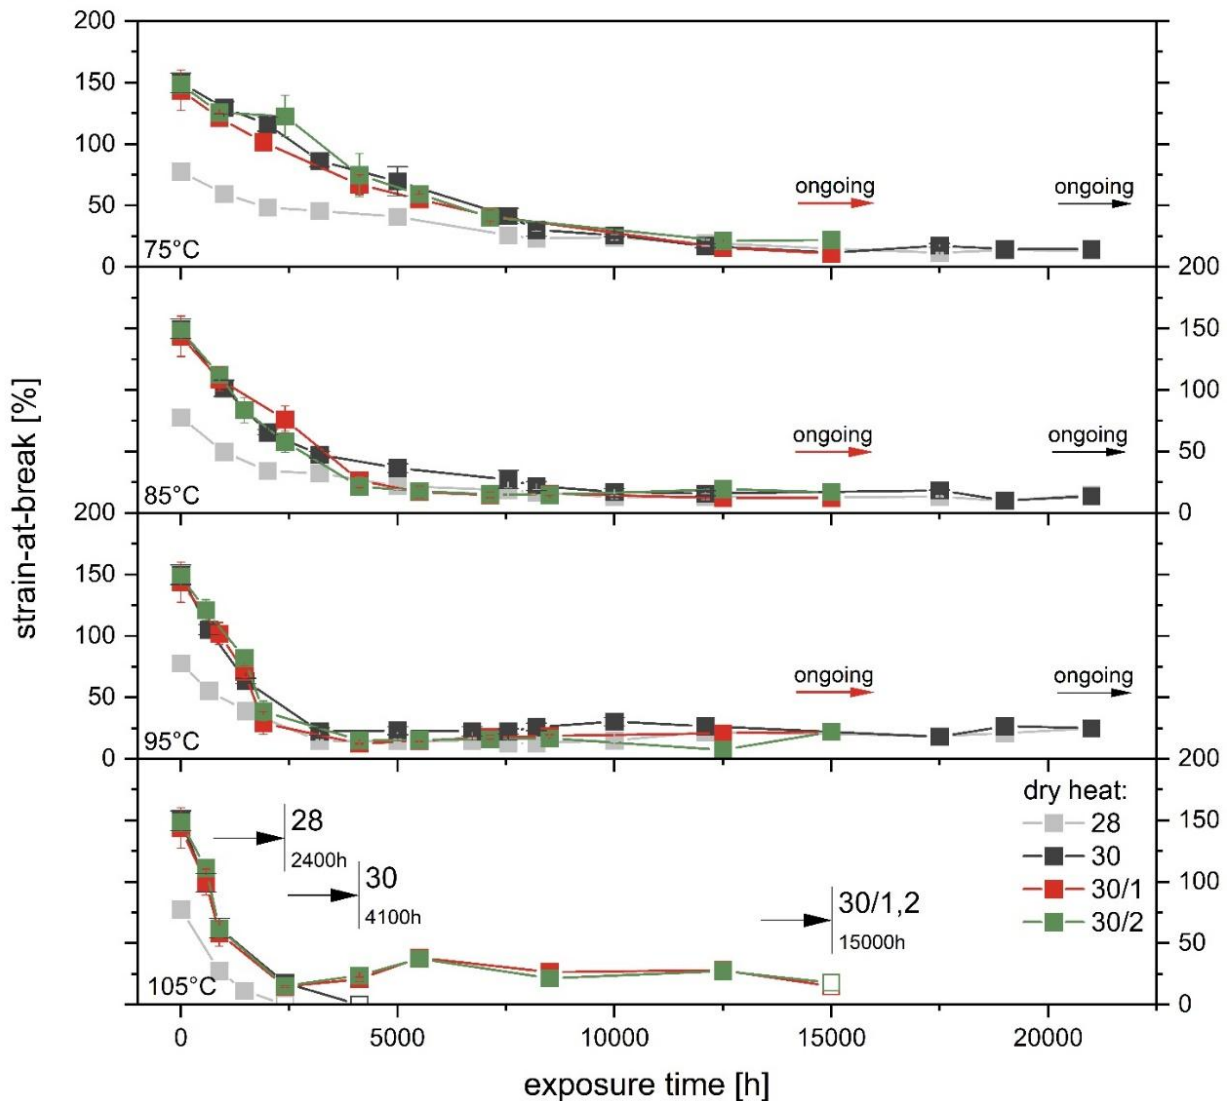 strain-at-break [%]
200
150
100
50
0
75°C
ongoing
ongoing
200
150
100
50
0
85°C
ongoing
ongoing
200
150
100
50
0
95°C
ongoing
ongoing
200
150
100
50
0
105°C
28
2400h
30
4100h
30/1,2
15000h
dry heat:
28
30
30/1
30/2
0
5000
10000
15000
20000
exposure time [h]